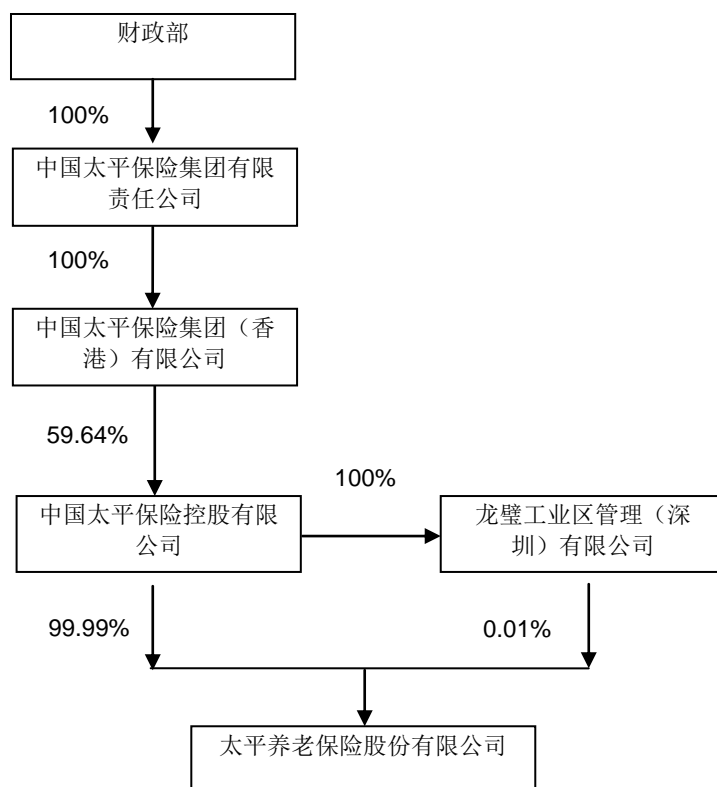 财政部
100%
中国太平保险集团有限
责任公司
100%
中国太平保险集团（香
港）有限公司
59.64%
100%
中国太平保险控股有限
公司
龙璧工业区管理（深
圳）有限公司
99.99%
0.01%
太平养老保险股份有限公司